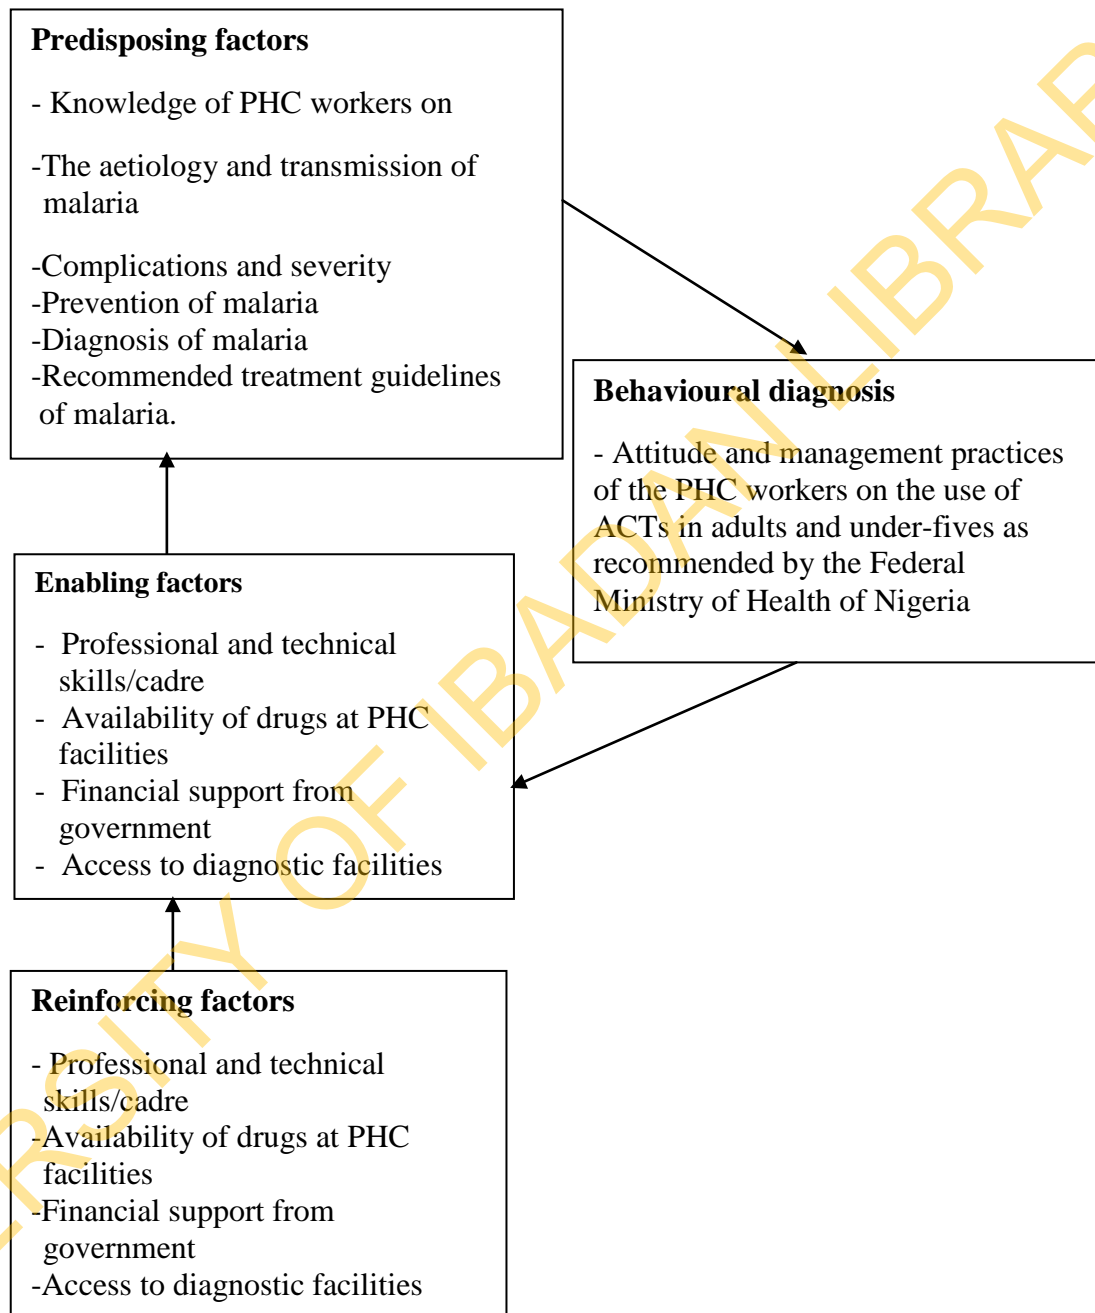 Predisposing factors
- Knowledge of PHC workers on
-The aetiology and transmission of
malaria
-Complications and severity
-Prevention of malaria
-Diagnosis of malaria
-Recommended treatment guidelines
of malaria.
Behavioural diagnosis
- Attitude and management practices
of the PHC workers on the use of
ACTs in adults and under-fives as
recommended by the Federal
Ministry of Health of Nigeria
Enabling factors
- Professional and technical
skills/cadre
- Availability of drugs at PHC
facilities
- Financial support from
government
- Access to diagnostic facilities
Reinforcing factors
- Professional and technical
skills/cadre
-Availability of drugs at PHC
facilities
-Financial support from
government
-Access to diagnostic facilities
ERSITY OF IBADAN LIBRAR